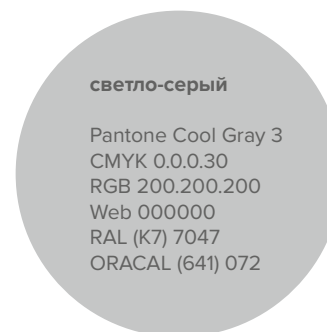 светло-серый
Pantone Cool Gray 3
CMYK 0.0.0.30
RGB 200.200.200
Web 000000
RAL (K7) 7047
ORACAL (641) 072